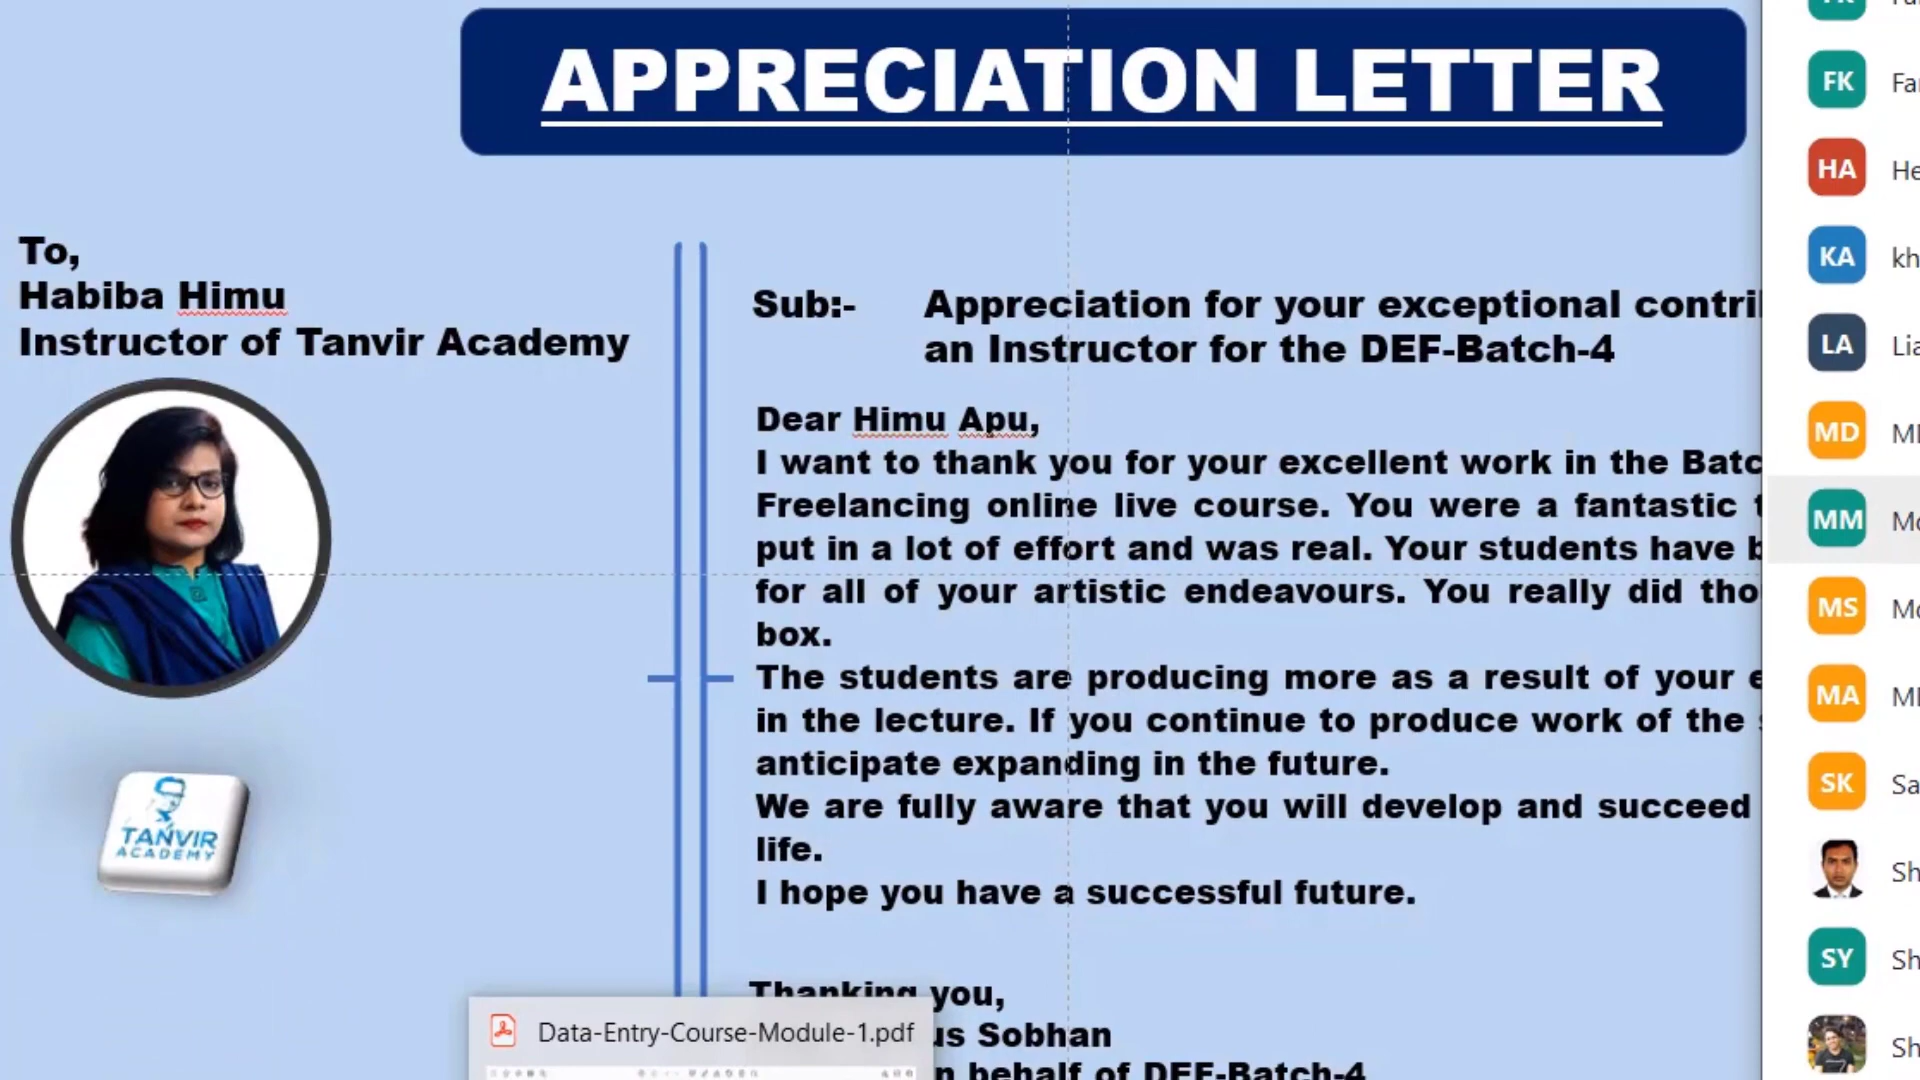 APPRECIATION LETTER
To,
Habiba Himu
Instructor of Tanvir Academy
TANVIR
ACADEMY
Sub:- Appreciation for your exceptional
an Instructor for the DEF-Batch-4
Dear Himu Apu,
I want to thank you for your excellent work in the
Freelancing online live course. You were a fantastic
put in a lot of effort and was real. Your students have
for all of your artistic endeavours. You really did
box.
The students are producing more as a result of your
in the lecture. If you continue to produce work of the
anticipate expanding in the future.
We are fully aware that you will develop and succeed
life.
I hope you have a successful future.
Thanking you,
Sobhan
behalf of DEF-Batch-4
Data-Entry-Course-Module-1.pdf
FK
HA
KA
LA
MD
MM
MS
MA
SK
SY